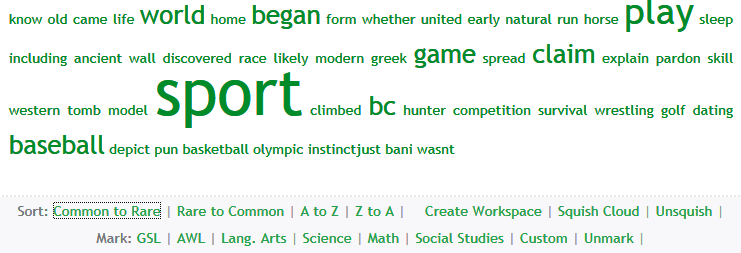 know old came life world home began form whether united early natural run horse play sleep
including ancient wall discovered race likely modern greek game spread claim explain pardon skill
western tomb model sport climbed bc hunter competition survival wrestling golf dating
baseball depict pun basketball olympic instinctjust bani wasnt
Sort: Common to Rare | Rare to Common | A to Z | Z to A | Create Workspace | Squish Cloud | Unsquish |
Mark: GSL | AWL | Lang. Arts | Science | Math | Social Studies | Custom | Unmark |